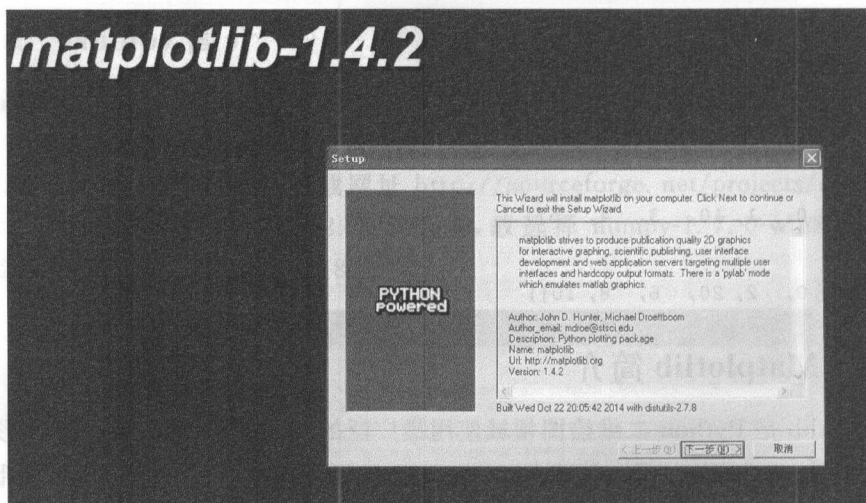 matplotlib-1.4.2
Setup
This Wizard will install matplotlib on your computer. Click Next to continue or
Cancel to exit the Setup Wizard.
matplotlib strives to produce publication quality 2D graphics
for interactive graphing, scientific publishing, user interface
development and web application servers targeting multiple user
interfaces and hardcopy output formats. There is a 'pylab' mode
which emulates matlab graphics.
PYTHON
powered
Author: John D. Hunter, Michael Droettboom
Author_email: mdroe@stsci.edu
Description: Python plotting package
Name: matplotlib
Url: http://matplotlib.org
Version: 1.4.2
Built Wed Oct 22 20:05:42 2014 with distutils-2.7.8
< 上一步(B) 下一步(N) > 取消